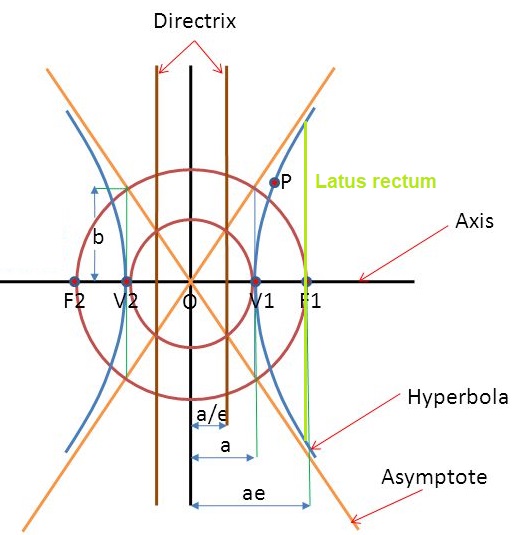 Directrix
P
Latus rectum
Axis
b
F2
V2
O
V1
F1
a/e
a
Hyperbola
Asymptote
ae